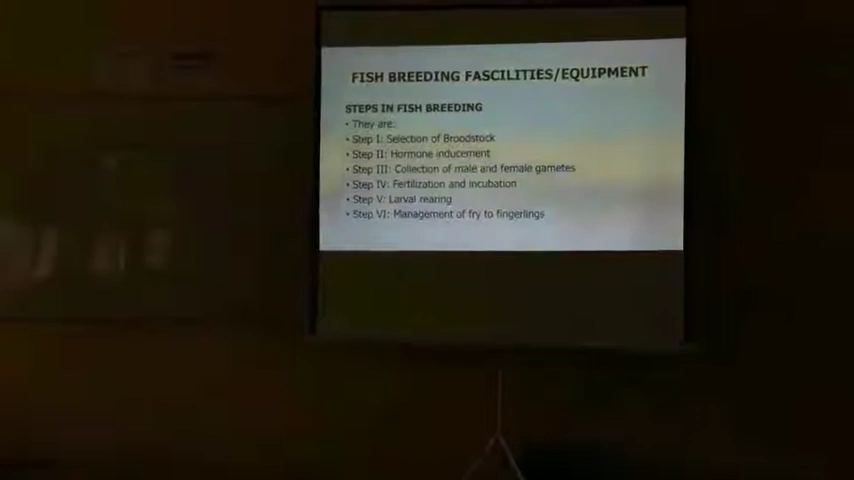 FISH BREEDING FASCILITIES/EQUIPMENT
STEPS IN FISH BREEDING
• They are:
• Step I: Selection of Broodstock
• Step II: Hormone inducement
• Step III: Collection of male and female gametes
• Step IV: Fertilization and incubation
• Step V: Larval rearing
• Step VI: Management of fry to fingerlings